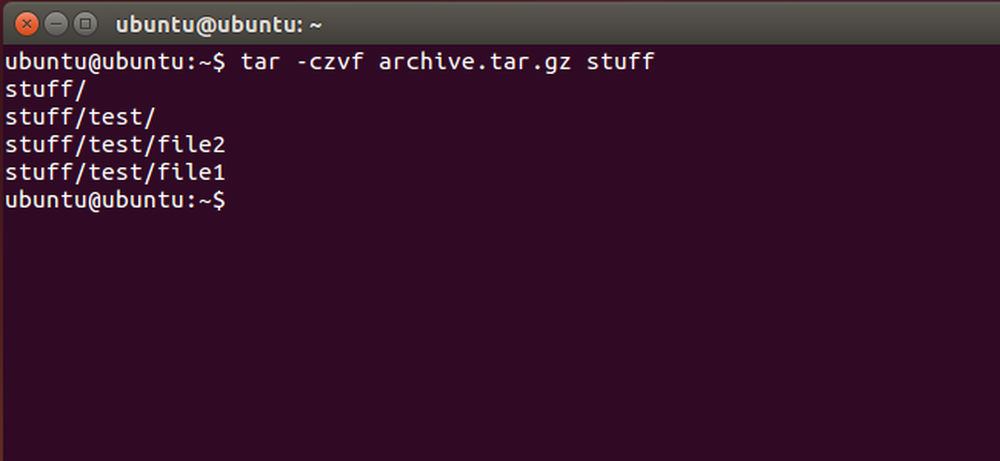 ubuntu@ubuntu: ~
ubuntu@ubuntu:~$ tar -czvf archive.tar.gz stuff
stuff/
stuff/test/
stuff/test/file2
stuff/test/file1
ubuntu@ubuntu:~$